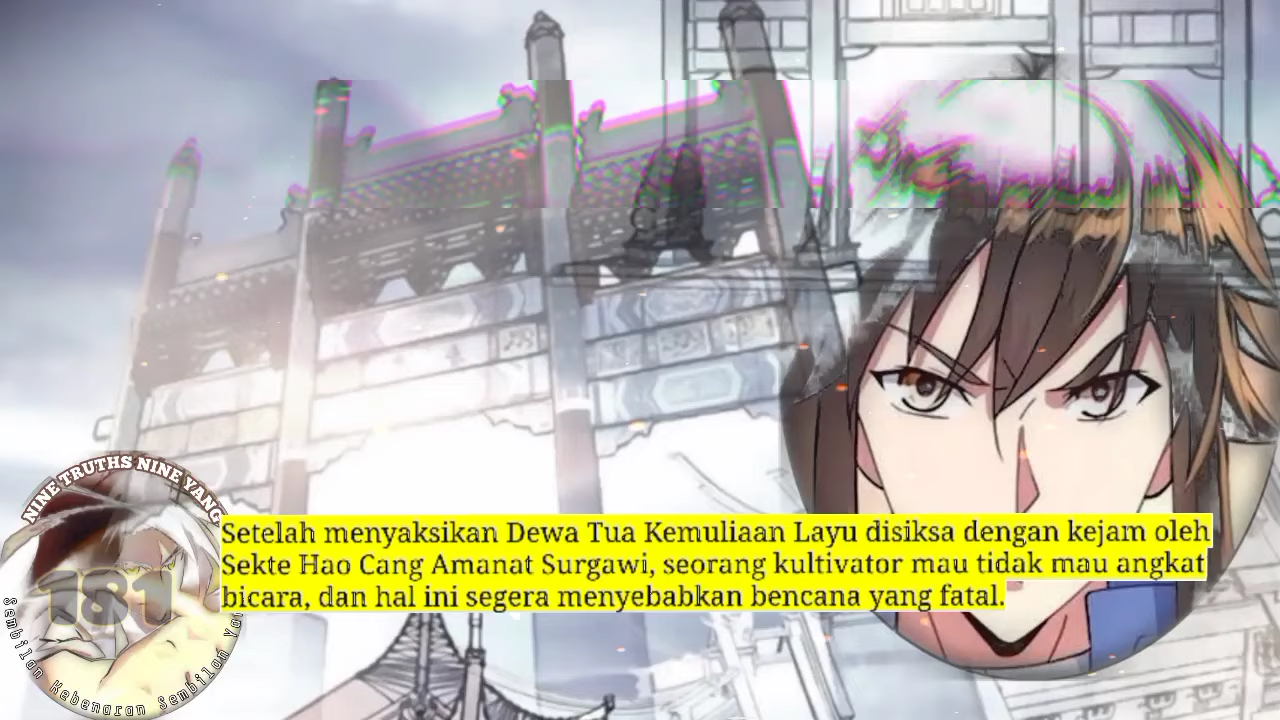 NINE TRUTHS NINE YANG
181
Sembilan Kebenaran Sembilan
Setelah menyaksikan Dewa Tua Kemuliaan Layu disiksa dengan kejam oleh
Sekte Hao Cang Amanat Surgawi, seorang kultivator mau tidak mau angkat
bicara, dan hal ini segera menyebabkan bencana yang fatal.